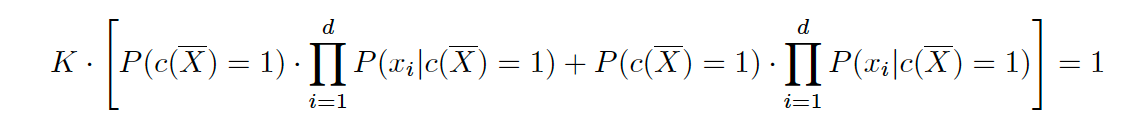 K · [P(c(X̅) = 1) · ∏_{i=1}^{d} P(x_i|c(X̅) = 1) + P(c(X̅) = 1) · ∏_{i=1}^{d} P(x_i|c(X̅) = 1)] = 1